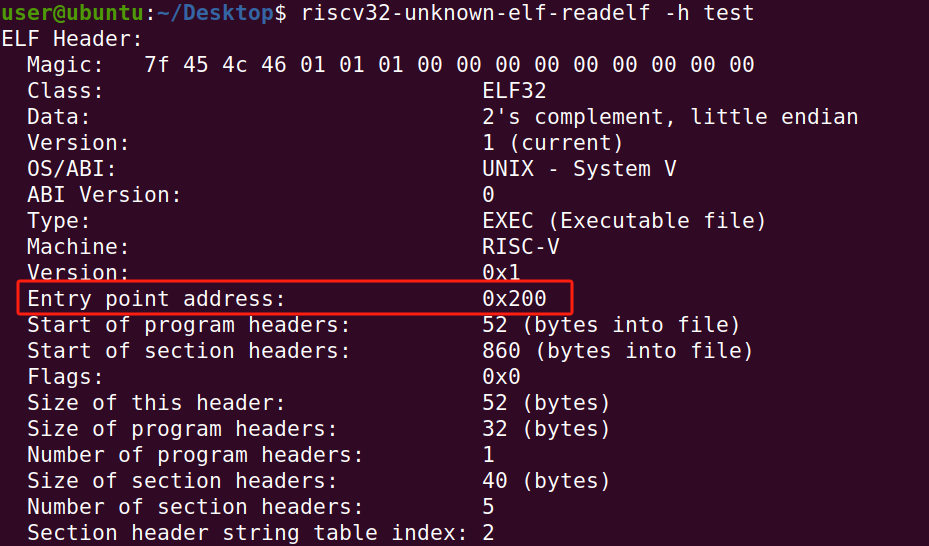 user@ubuntu:~/Desktop$ riscv32-unknown-elf-readelf -h test
ELF Header:
  Magic:   7f 45 4c 46 01 01 01 00 00 00 00 00 00 00 00 00
  Class:                             ELF32
  Data:                              2's complement, little endian
  Version:                           1 (current)
  OS/ABI:                            UNIX - System V
  ABI Version:                       0
  Type:                              EXEC (Executable file)
  Machine:                           RISC-V
  Version:                           0x1
  Entry point address:               0x200
  Start of program headers:          52 (bytes into file)
  Start of section headers:          860 (bytes into file)
  Flags:                             0x0
  Size of this header:               52 (bytes)
  Size of program headers:           32 (bytes)
  Number of program headers:         1
  Size of section headers:           40 (bytes)
  Number of section headers:         5
  Section header string table index: 2